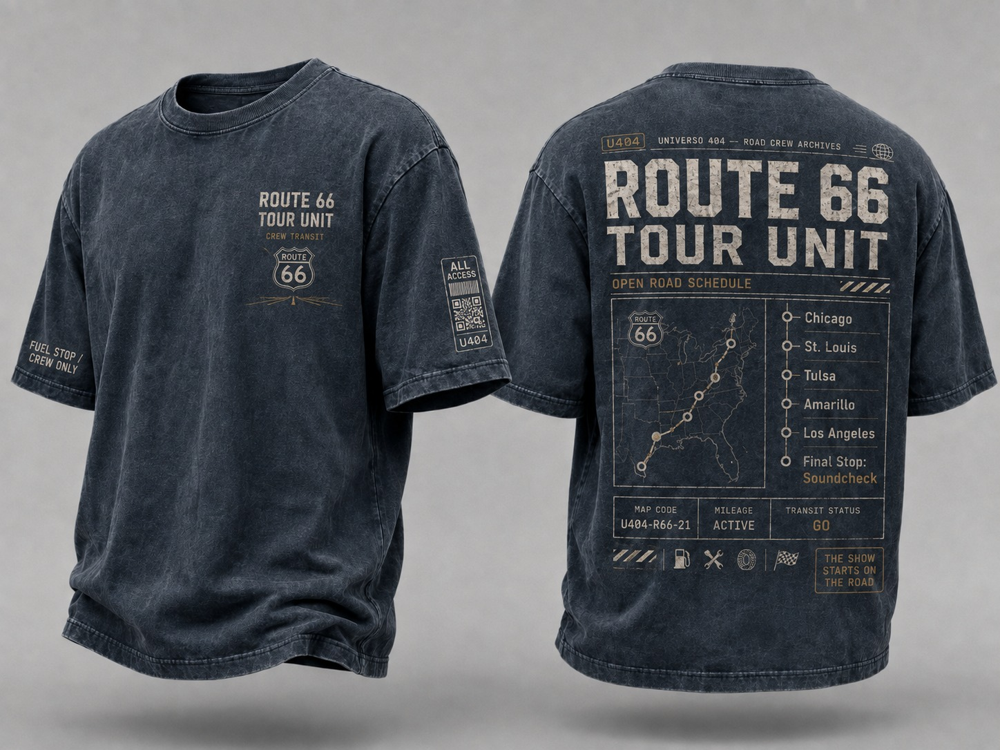 ROUTE 66
TOUR UNIT
CREW TRANSIT
ROUTE
66
FUEL STOP /
CREW ONLY
ALL
ACCESS
U404
U404
UNIVERSO 404 — ROAD CREW ARCHIVES
ROUTE 66
TOUR UNIT
OPEN ROAD SCHEDULE
ROUTE
66
Chicago
St. Louis
Tulsa
Amarillo
Los Angeles
Final Stop:
Soundcheck
MAP CODE
U404-R66-21
MILEAGE
ACTIVE
TRANSIT STATUS
GO
THE SHOW
STARTS ON
THE ROAD